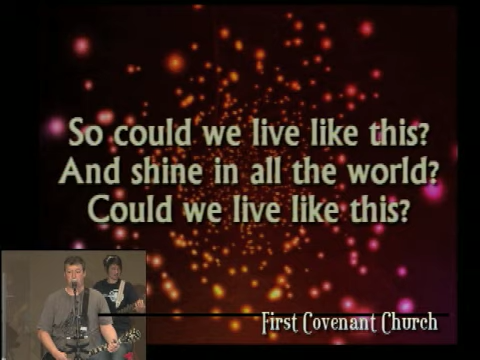 So could we live like this?
And shine in all the world?
Could we live like this?
First Covenant Church